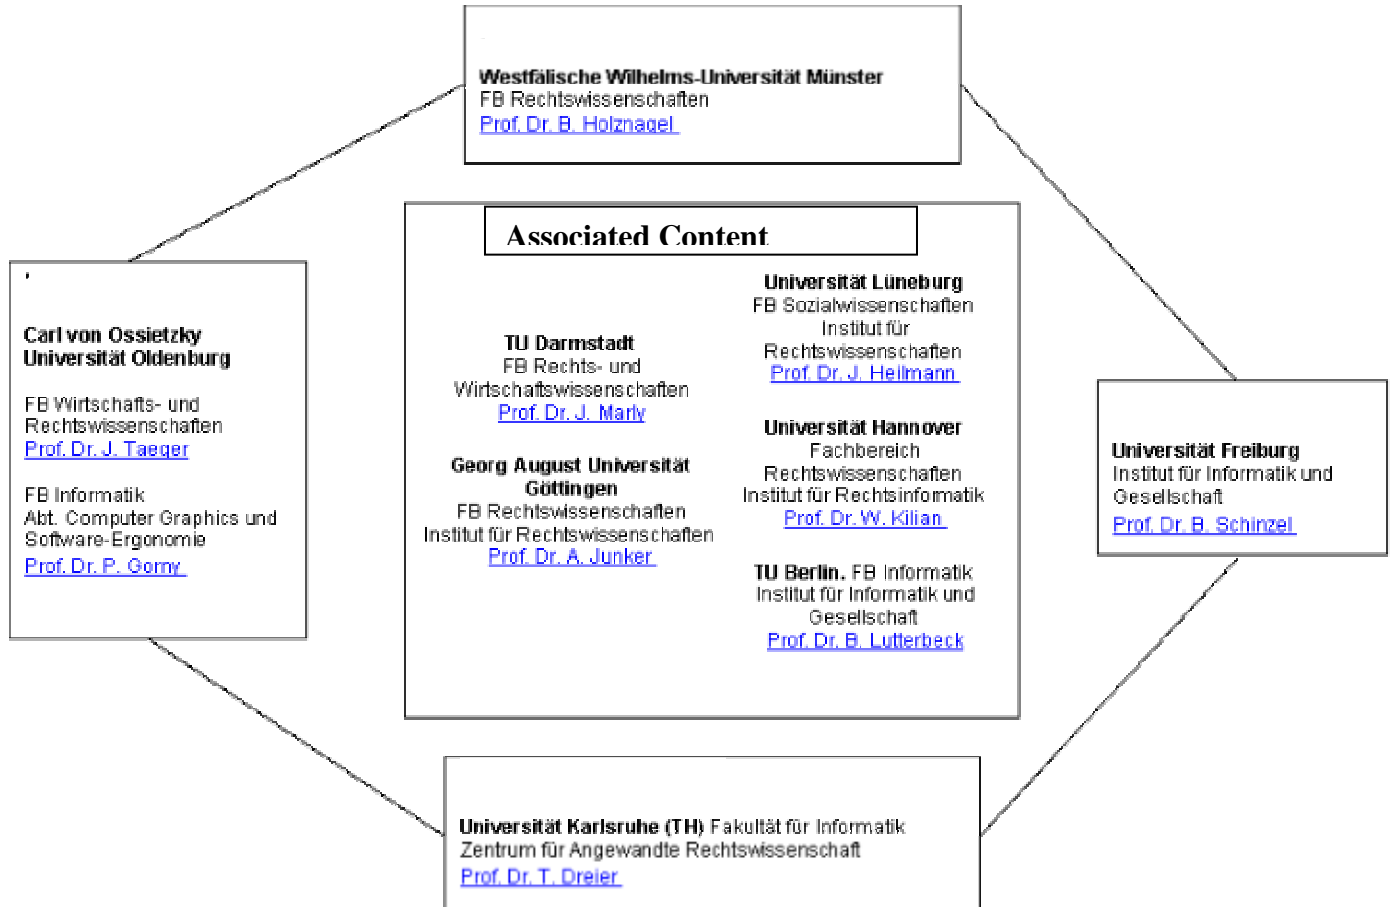 Westfälische Wilhelms-Universität Münster
FB Rechtswissenschaften
Prof. Dr. B. Holznagel
Associated Content
Carl von Ossietzky
Universität Oldenburg
FB Wirtschafts- und
Rechtswissenschaften
Prof. Dr. J. Taeger
FB Informatik
Abt. Computer Graphics und
Software-Ergonomie
Prof. Dr. P. Gorny
TU Darmstadt
FB Rechts- und
Wirtschaftswissenschaften
Prof. Dr. J. Marly
Georg August Universität
Göttingen
FB Rechtswissenschaften
Institut für Rechtswissenschaften
Prof. Dr. A. Junker
Universität Lüneburg
FB Sozialwissenschaften
Institut für
Rechtswissenschaften
Prof. Dr. J. Heilmann
Universität Hannover
Fachbereich
Rechtswissenschaften
Institut für Rechtsinformatik
Prof. Dr. W. Kilian
TU Berlin. FB Informatik
Institut für Informatik und
Gesellschaft
Prof. Dr. B. Lutterbeck
Universität Freiburg
Institut für Informatik und
Gesellschaft
Prof. Dr. B. Schinzel
Universität Karlsruhe (TH) Fakultät für Informatik
Zentrum für Angewandte Rechtswissenschaft
Prof. Dr. T. Dreier